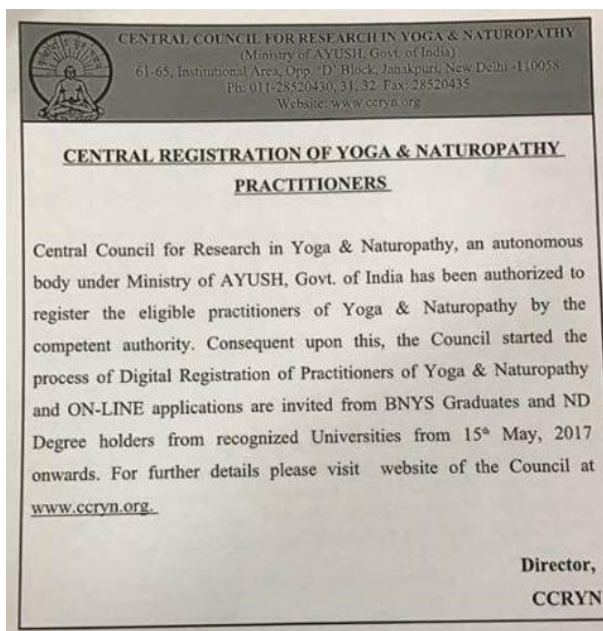 CENTRAL COUNCIL FOR RESEARCH IN YOGA & NATUROPATHY
(Ministry of AYUSH, Govt. of India)
61-65, Institutional Area, Opp. 'D' Block, Janakpuri, New Delhi -110058
Ph: 011-28520430, 31, 32 Fax: 28520435
Website: www.ccryn.org
CENTRAL REGISTRATION OF YOGA & NATUROPATHY
PRACTITIONERS
Central Council for Research in Yoga & Naturopathy, an autonomous
body under Ministry of AYUSH, Govt. of India has been authorized to
register the eligible practitioners of Yoga & Naturopathy by the
competent authority. Consequent upon this, the Council started the
process of Digital Registration of Practitioners of Yoga & Naturopathy
and ON-LINE applications are invited from BNYS Graduates and ND
Degree holders from recognized Universities from 15th May, 2017
onwards. For further details please visit website of the Council at
www.ccryn.org.
Director,
CCRYN